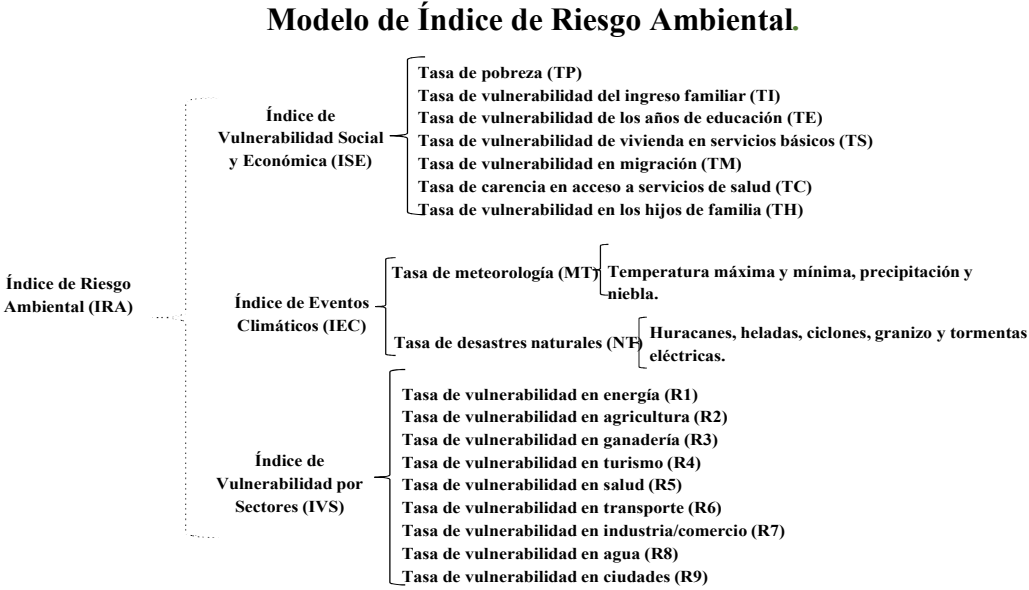 Modelo de Índice de Riesgo Ambiental.
Índice de Riesgo
Ambiental (IRA)
Índice de
Vulnerabilidad Social
y Económica (ISE)
Tasa de pobreza (TP)
Tasa de vulnerabilidad del ingreso familiar (TI)
Tasa de vulnerabilidad de los años de educación (TE)
Tasa de vulnerabilidad de vivienda en servicios básicos (TS)
Tasa de vulnerabilidad en migración (TM)
Tasa de carencia en acceso a servicios de salud (TC)
Tasa de vulnerabilidad en los hijos de familia (TH)
Índice de Eventos
Climáticos (IEC)
Tasa de meteorología (MT)
Temperatura máxima y mínima, precipitación y
niebla.
Tasa de desastres naturales (NT)
Huracanes, heladas, ciclones, granizo y tormentas
eléctricas.
Índice de
Vulnerabilidad por
Sectores (IVS)
Tasa de vulnerabilidad en energía (R1)
Tasa de vulnerabilidad en agricultura (R2)
Tasa de vulnerabilidad en ganadería (R3)
Tasa de vulnerabilidad en turismo (R4)
Tasa de vulnerabilidad en salud (R5)
Tasa de vulnerabilidad en transporte (R6)
Tasa de vulnerabilidad en industria/comercio (R7)
Tasa de vulnerabilidad en agua (R8)
Tasa de vulnerabilidad en ciudades (R9)